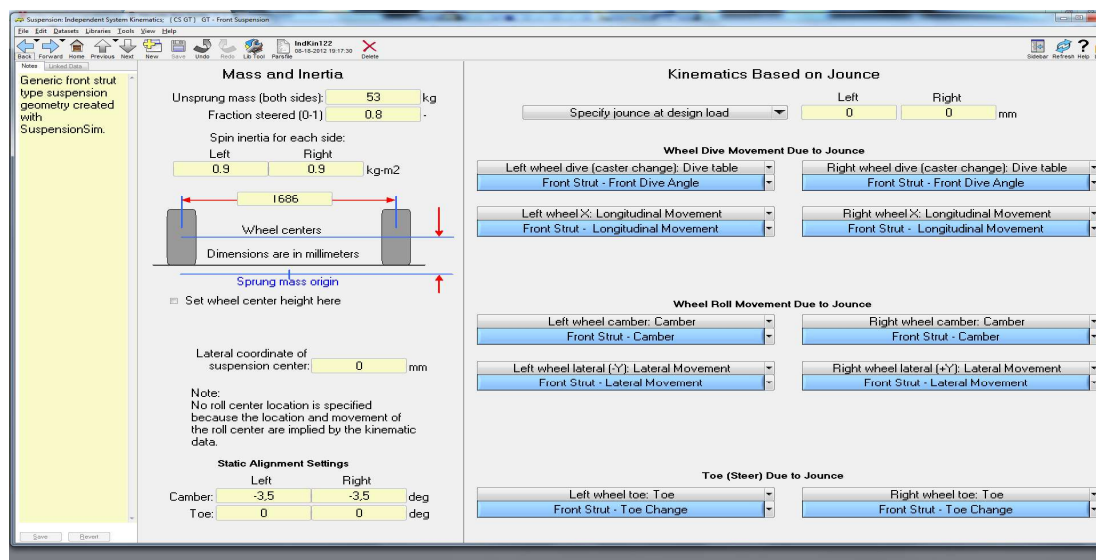 Suspension: Independent System Kinematics; { CS GT } GT - Front Suspension
File Edit Datasets Libraries Tools View Help
Back Forward Home Previous Next New Save Undo Redo Lib Tool Parsfile IndKin122 08-18-2012 19:17:30 Delete Sidebar Refresh Help
Notes Linked Data
Generic front strut
type suspension
geometry created
with
SuspensionSim.
Save Revert
Mass and Inertia
Unsprung mass (both sides): 53 kg
Fraction steered (0-1) 0.8 -
Spin inertia for each side:
Left Right
0.9 0.9 kg-m2
1686
Wheel centers
Dimensions are in millimeters
Sprung mass origin
Set wheel center height here
Lateral coordinate of
suspension center: 0 mm
Note:
No roll center location is specified
because the location and movement of
the roll center are implied by the kinematic
data.
Static Alignment Settings
Left Right
Camber: -3,5 -3,5 deg
Toe: 0 0 deg
Kinematics Based on Jounce
Left Right
Specify jounce at design load 0 0 mm
Wheel Dive Movement Due to Jounce
Left wheel dive (caster change): Dive table Right wheel dive (caster change): Dive table
Front Strut - Front Dive Angle Front Strut - Front Dive Angle
Left wheel X: Longitudinal Movement Right wheel X: Longitudinal Movement
Front Strut - Longitudinal Movement Front Strut - Longitudinal Movement
Wheel Roll Movement Due to Jounce
Left wheel camber: Camber Right wheel camber: Camber
Front Strut - Camber Front Strut - Camber
Left wheel lateral (-Y): Lateral Movement Right wheel lateral (+Y): Lateral Movement
Front Strut - Lateral Movement Front Strut - Lateral Movement
Toe (Steer) Due to Jounce
Left wheel toe: Toe Right wheel toe: Toe
Front Strut - Toe Change Front Strut - Toe Change